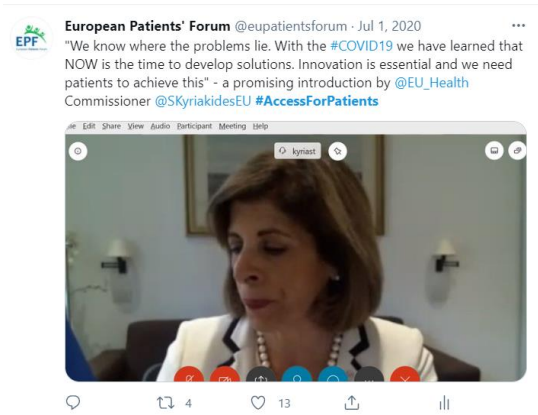 European Patients' Forum @eupatientsforum · Jul 1, 2020
EPF
"We know where the problems lie. With the #COVID19 we have learned that
NOW is the time to develop solutions. Innovation is essential and we need
patients to achieve this" - a promising introduction by @EU_Health
Commissioner @SKyriakidesEU #AccessForPatients
Edit Share View Audio Participant Meeting Help
kyriast
4
13